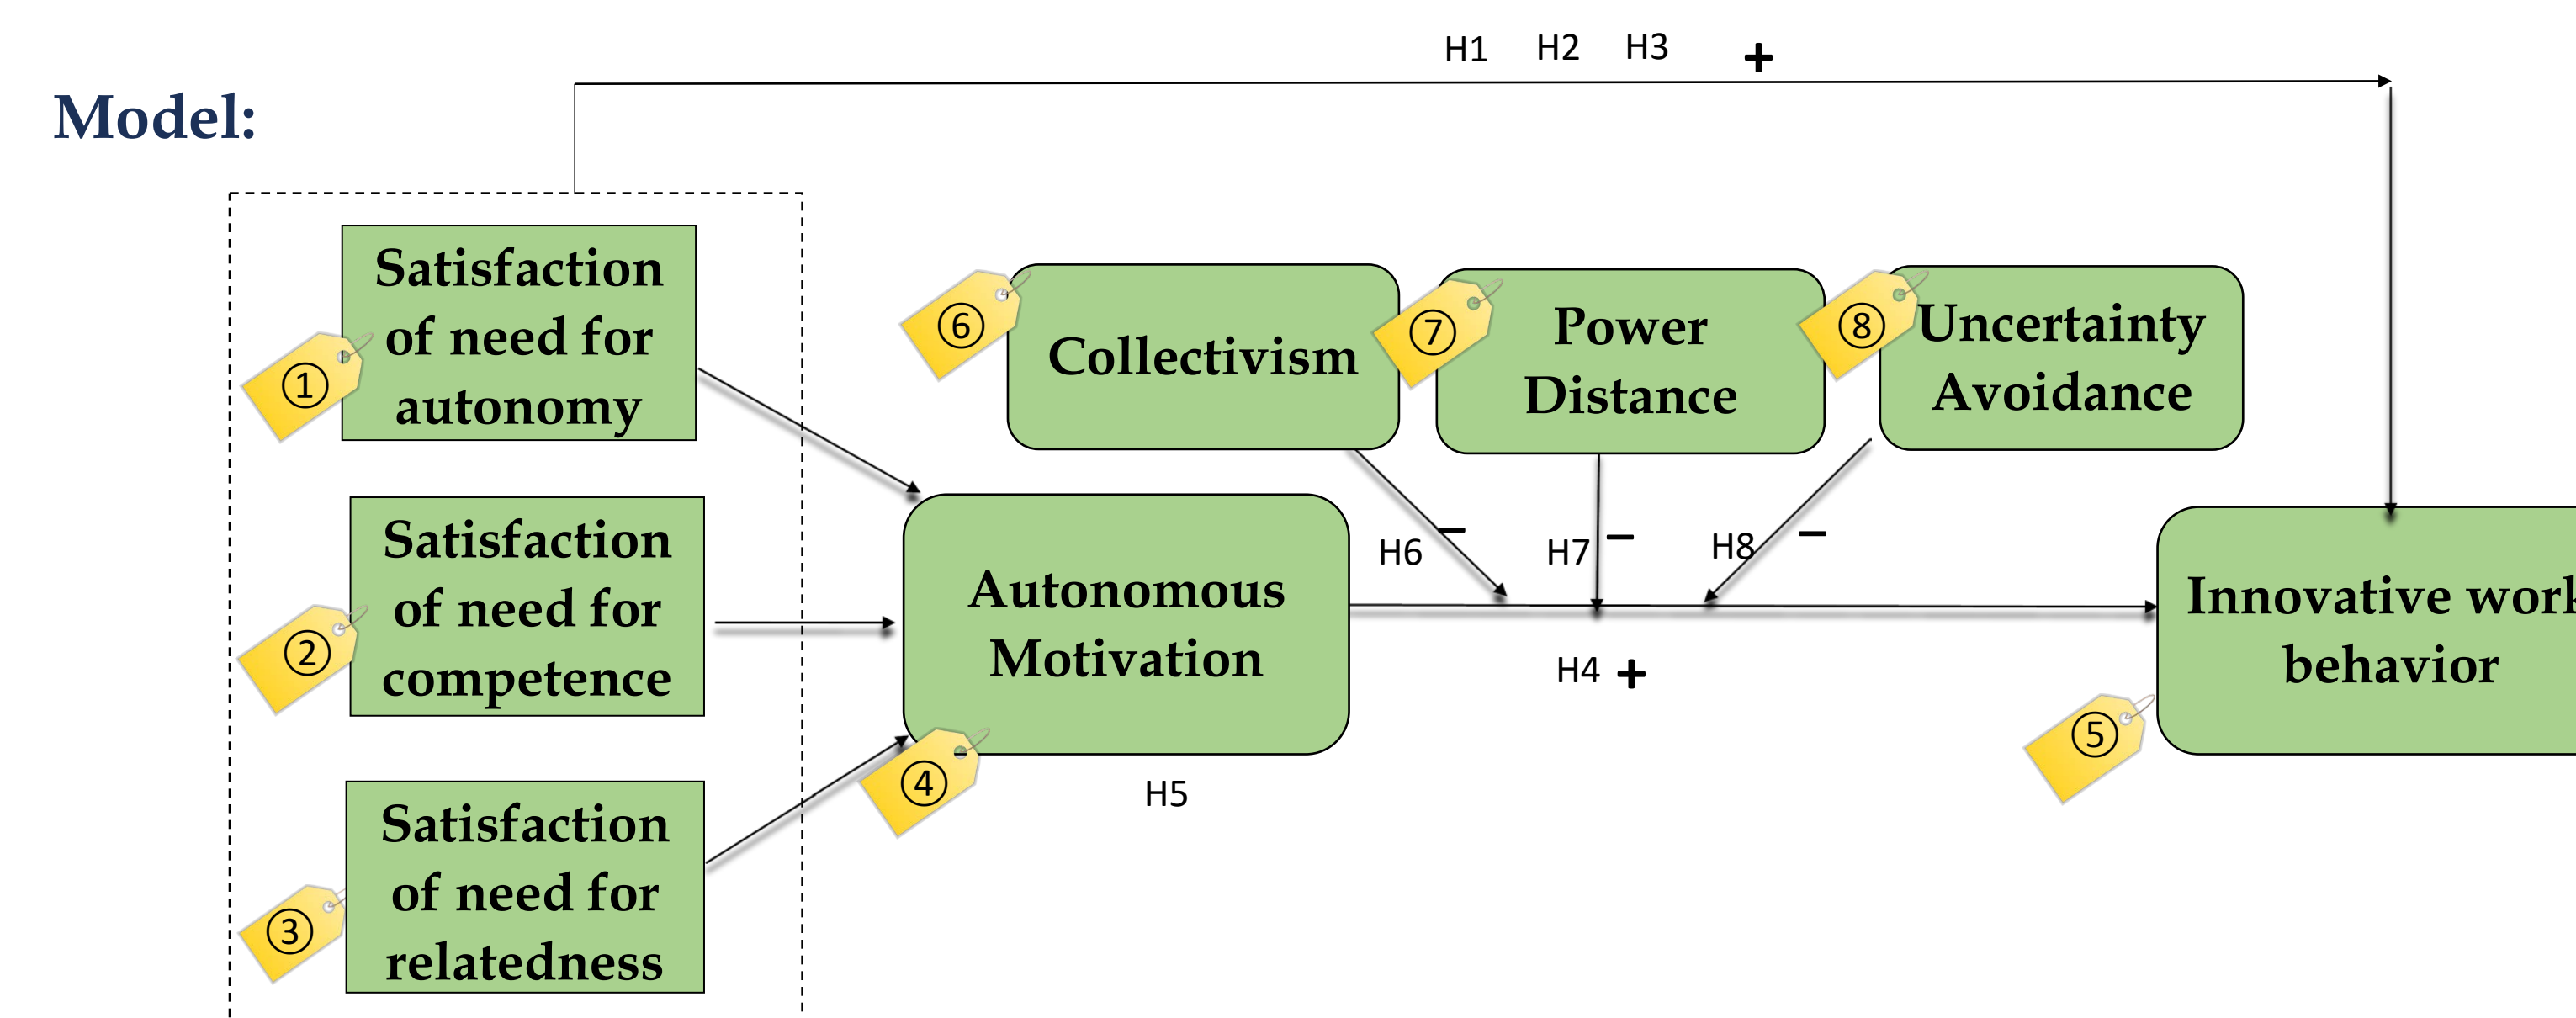 H1 H2 H3 +
Model:
Satisfaction
of need for
autonomy
①
Satisfaction
of need for
competence
②
Satisfaction
of need for
relatedness
③
⑥
Collectivism
⑦
Power
Distance
⑧
Uncertainty
Avoidance
H6 −
H7 −
H8 −
Autonomous
Motivation
④
H5
H4 +
Innovative work
behavior
⑤